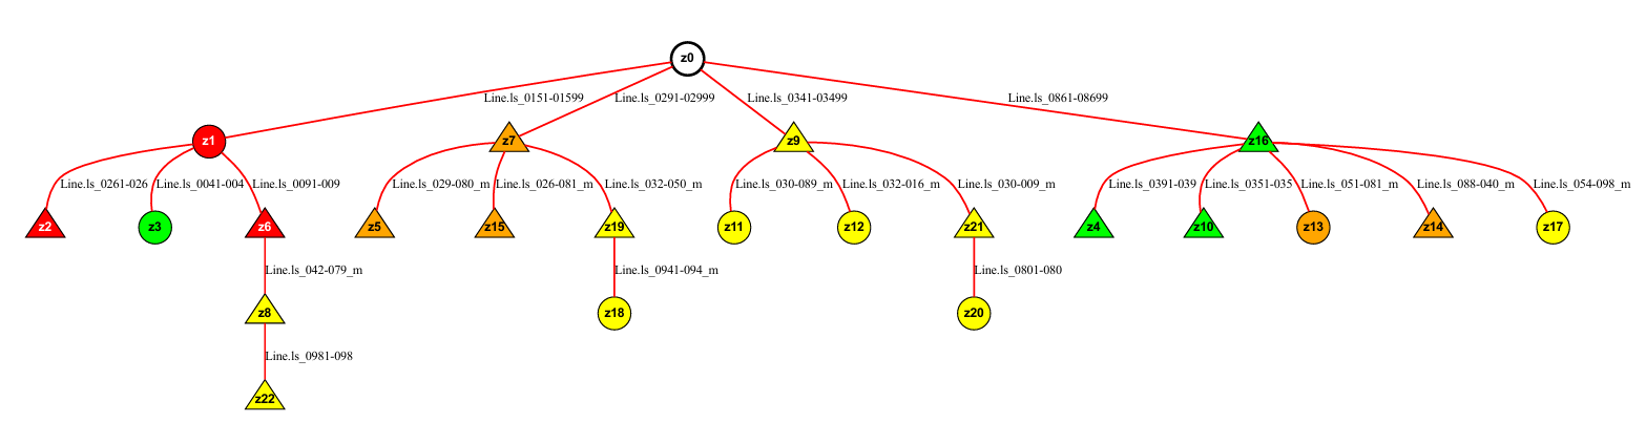 z0
Line.ls_0151-01599 Line.ls_0291-02999 Line.ls_0341-03499 Line.ls_0861-08699
z1 z7 z9 z16
Line.ls_0261-026 Line.ls_0041-004 Line.ls_0091-009 Line.ls_029-080_m Line.ls_026-081_m Line.ls_032-050_m Line.ls_030-089_m Line.ls_032-016_m Line.ls_030-009_m Line.ls_0391-039 Line.ls_0351-035 Line.ls_051-081_m Line.ls_088-040_m Line.ls_054-098_m
z2 z3 z6 z5 z15 z19 z11 z12 z21 z4 z10 z13 z14 z17
Line.ls_042-079_m Line.ls_0941-094_m Line.ls_0801-080
z8 z18 z20
Line.ls_0981-098
z22